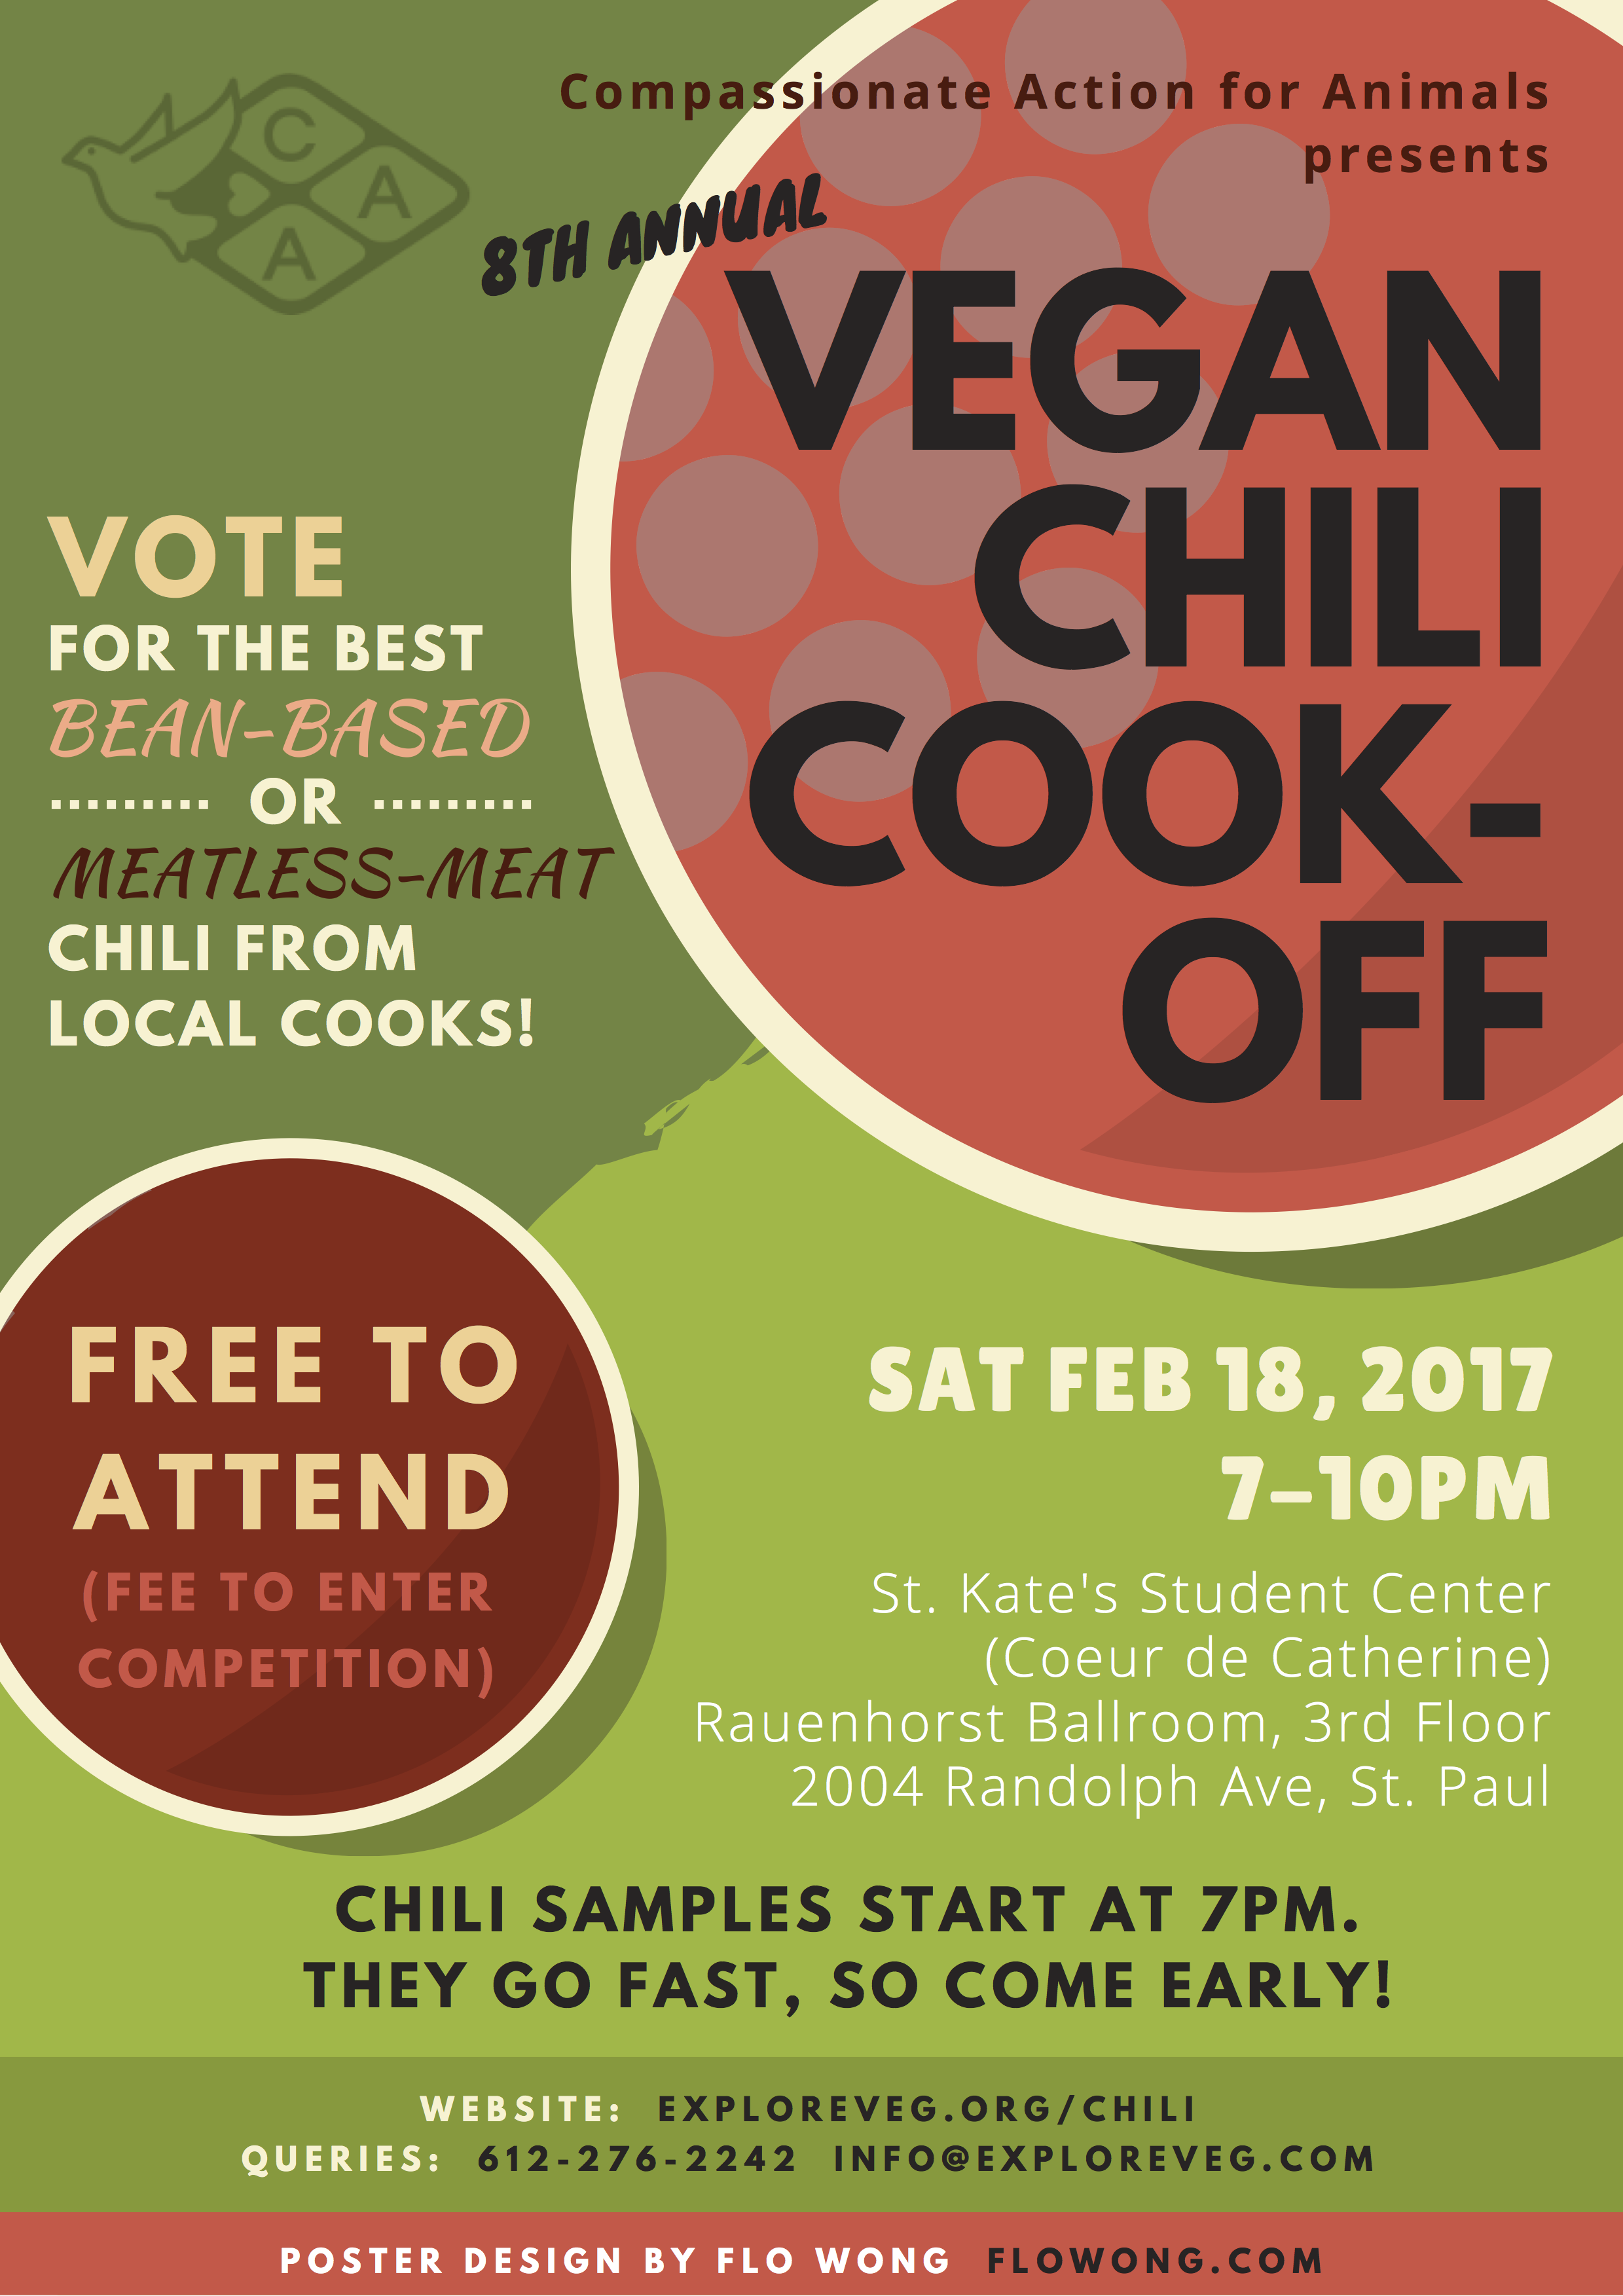 C
A
A
Compassionate Action for Animals
presents
8TH ANNUAL
VEGAN
CHILI
COOK-
OFF
VOTE
FOR THE BEST
BEAN-BASED
OR
MEATLESS-MEAT
CHILI FROM
LOCAL COOKS!
FREE TO
ATTEND
(FEE TO ENTER
COMPETITION)
SAT FEB 18, 2017
7–10PM
St. Kate's Student Center
(Coeur de Catherine)
Rauenhorst Ballroom, 3rd Floor
2004 Randolph Ave, St. Paul
CHILI SAMPLES START AT 7PM.
THEY GO FAST, SO COME EARLY!
WEBSITE: EXPLOREVEG.ORG/CHILI
QUERIES: 612-276-2242 INFO@EXPLOREVEG.COM
POSTER DESIGN BY FLO WONG FLOWONG.COM